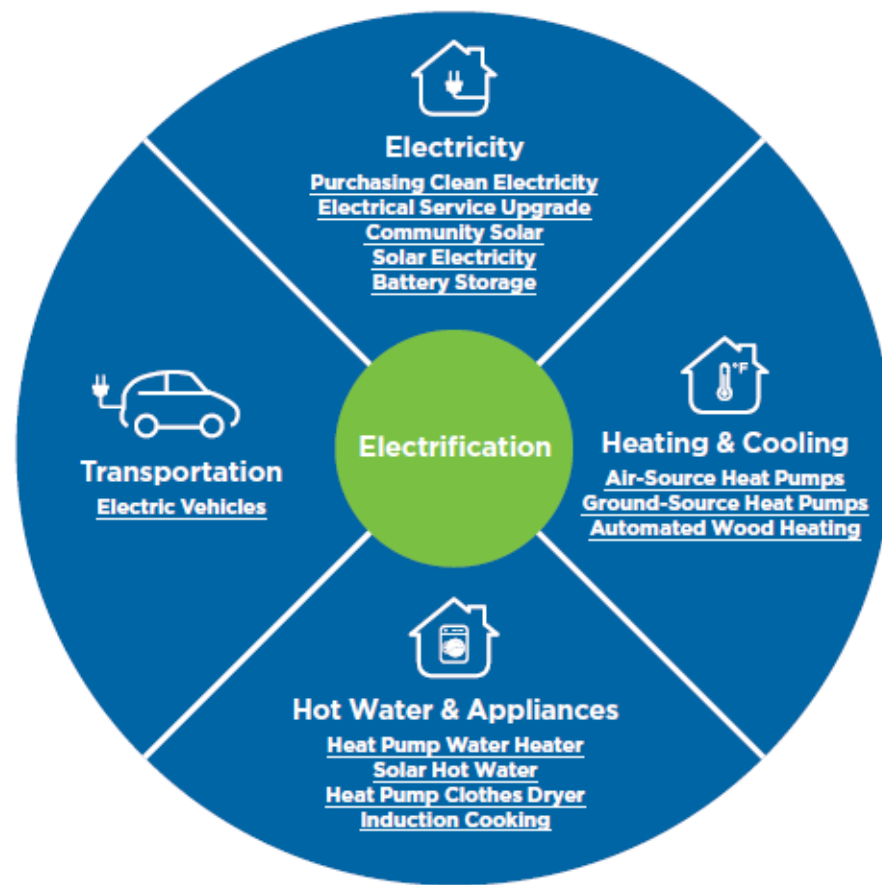 Electricity
Purchasing Clean Electricity
Electrical Service Upgrade
Community Solar
Solar Electricity
Battery Storage
Electrification
Transportation
Electric Vehicles
°F
Heating & Cooling
Air-Source Heat Pumps
Ground-Source Heat Pumps
Automated Wood Heating
Hot Water & Appliances
Heat Pump Water Heater
Solar Hot Water
Heat Pump Clothes Dryer
Induction Cooking